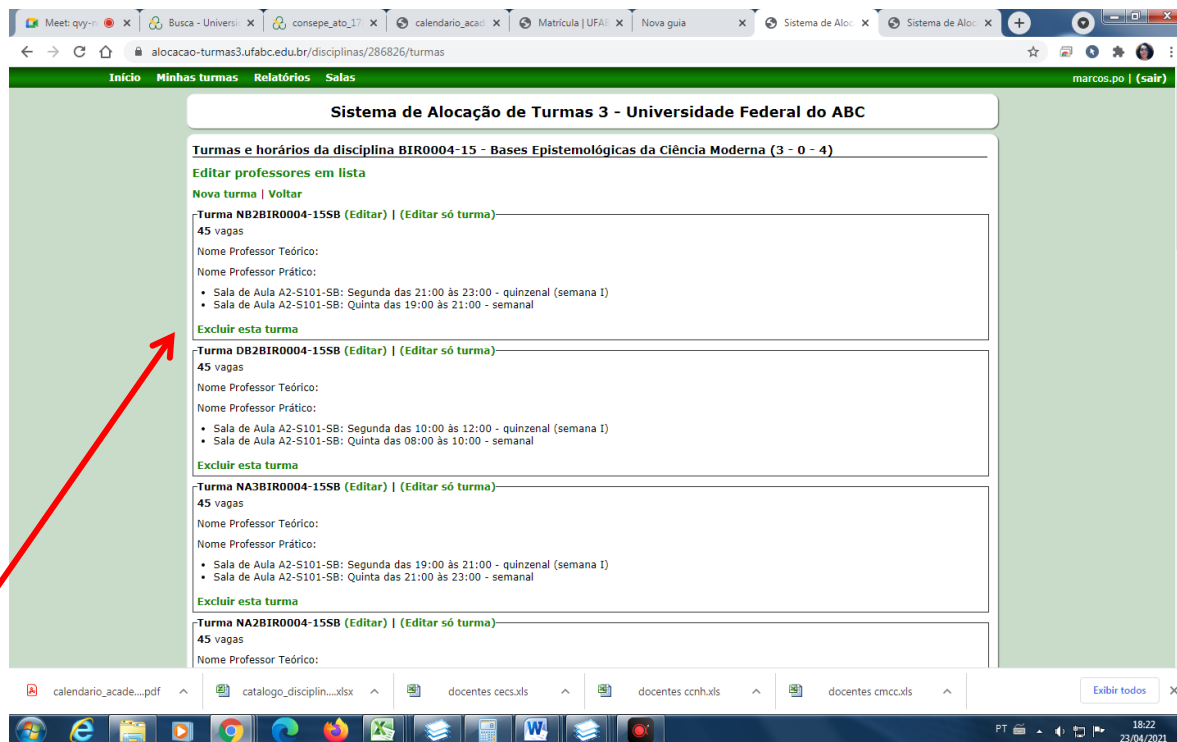 Meet: qvy-n
Busca - Universi
consepe_ato_17
calendario_acad
Matrícula | UFAB
Nova guia
Sistema de Aloc
Sistema de Aloc
alocacao-turmas3.ufabc.edu.br/disciplinas/286826/turmas
Início Minhas turmas Relatórios Salas marcos.po | (sair)
Sistema de Alocação de Turmas 3 - Universidade Federal do ABC
Turmas e horários da disciplina BIR0004-15 - Bases Epistemológicas da Ciência Moderna (3 - 0 - 4)
Editar professores em lista
Nova turma | Voltar
Turma NB2BIR0004-15SB (Editar) | (Editar só turma)
45 vagas
Nome Professor Teórico:
Nome Professor Prático:
• Sala de Aula A2-S101-SB: Segunda das 21:00 às 23:00 - quinzenal (semana I)
• Sala de Aula A2-S101-SB: Quinta das 19:00 às 21:00 - semanal
Excluir esta turma
Turma DB2BIR0004-15SB (Editar) | (Editar só turma)
45 vagas
Nome Professor Teórico:
Nome Professor Prático:
• Sala de Aula A2-S101-SB: Segunda das 10:00 às 12:00 - quinzenal (semana I)
• Sala de Aula A2-S101-SB: Quinta das 08:00 às 10:00 - semanal
Excluir esta turma
Turma NA3BIR0004-15SB (Editar) | (Editar só turma)
45 vagas
Nome Professor Teórico:
Nome Professor Prático:
• Sala de Aula A2-S101-SB: Segunda das 19:00 às 21:00 - quinzenal (semana I)
• Sala de Aula A2-S101-SB: Quinta das 21:00 às 23:00 - semanal
Excluir esta turma
Turma NA2BIR0004-15SB (Editar) | (Editar só turma)
45 vagas
Nome Professor Teórico:
calendario_acade....pdf
catalogo_disciplin....xlsx
docentes cecs.xls
docentes ccnh.xls
docentes cmcc.xls
Exibir todos
PT
18:22
23/04/2021